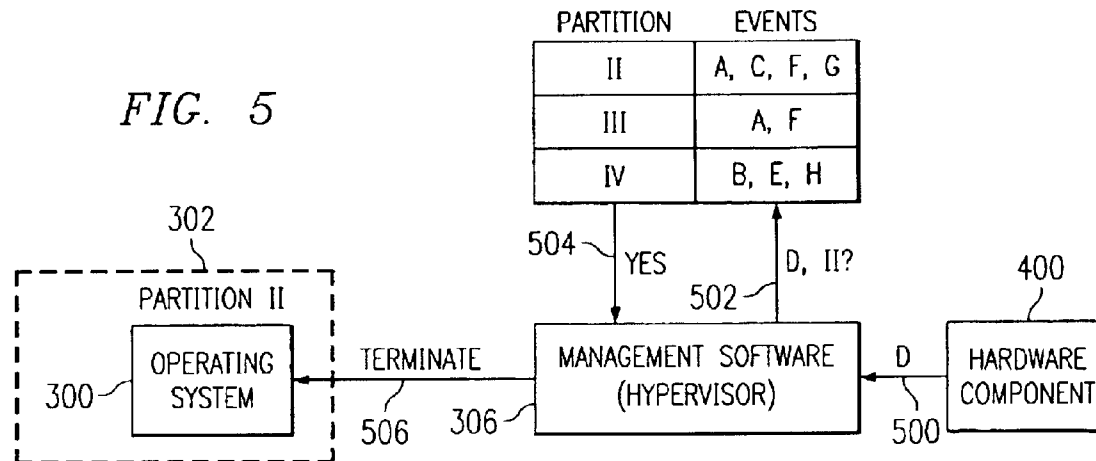 PARTITION EVENTS
II A, C, F, G
FIG. 5
III A, F
IV B, E, H
302
504
YES
D, II?
502
400
PARTITION II
OPERATING
SYSTEM
300
TERMINATE
506
306
MANAGEMENT SOFTWARE
(HYPERVISOR)
D
500
HARDWARE
COMPONENT